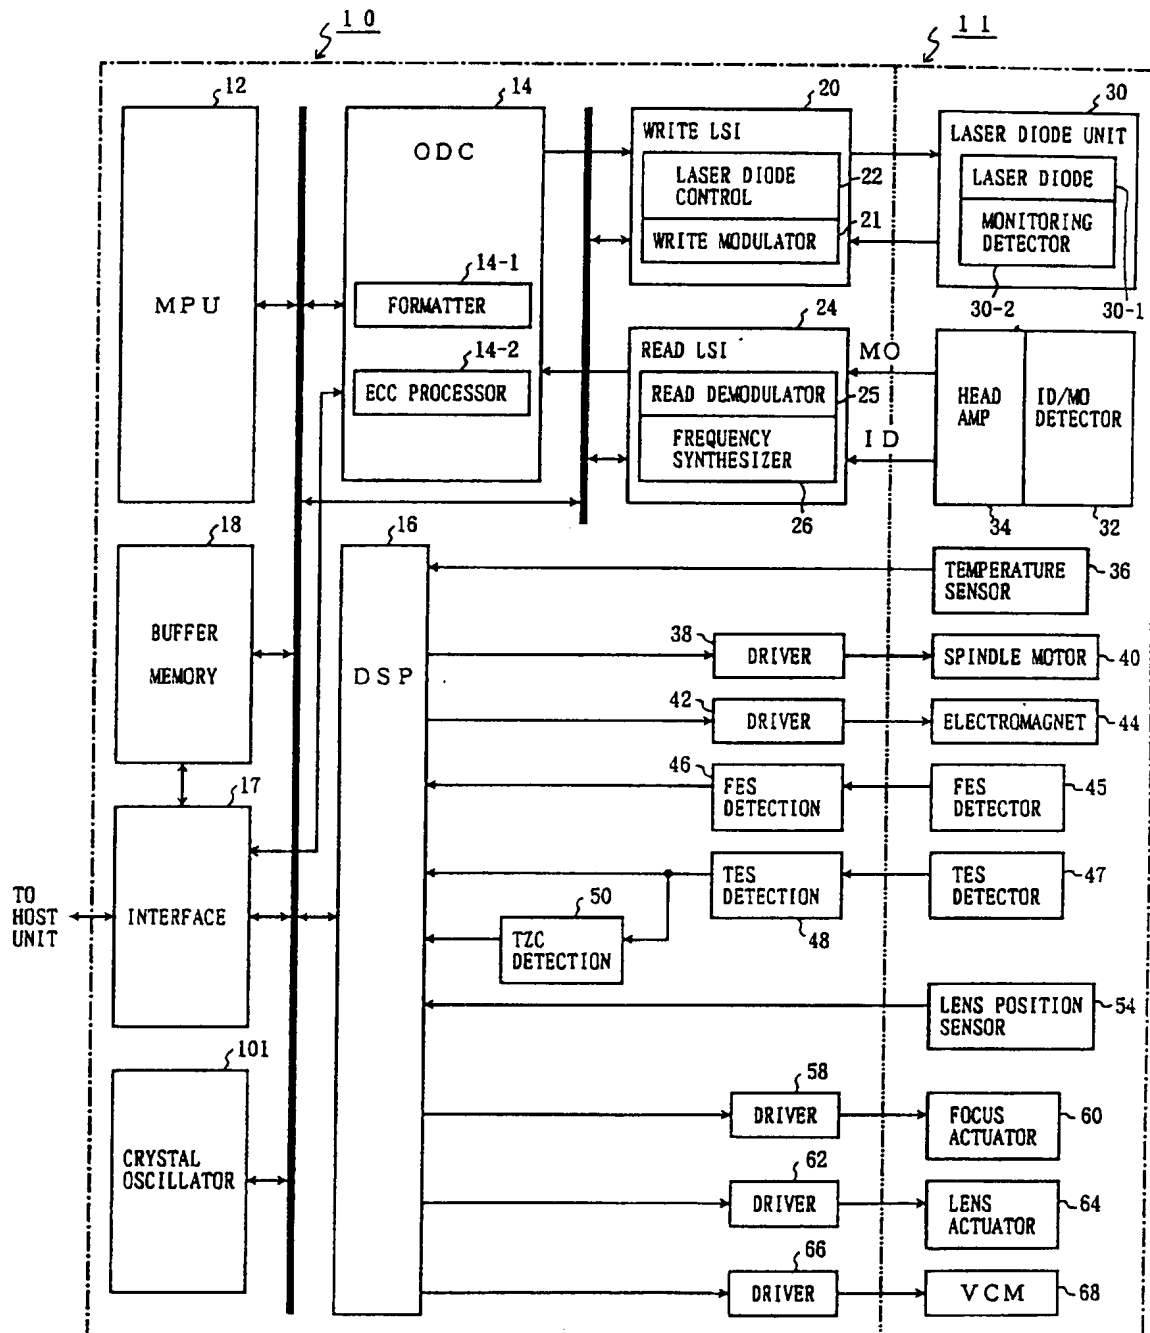 10
11
12
14
20
30
MPU
ODC
WRITE LSI
LASER DIODE
CONTROL
22
WRITE MODULATOR
21
LASER DIODE UNIT
LASER DIODE
MONITORING
DETECTOR
30-2
30-1
14-1
FORMATTER
14-2
ECC PROCESSOR
24
READ LSI
READ DEMODULATOR
25
FREQUENCY
SYNTHESIZER
26
MO
ID
HEAD
AMP
ID/MO
DETECTOR
34
32
18
BUFFER
MEMORY
16
DSP
TEMPERATURE
SENSOR
36
38
DRIVER
SPINDLE MOTOR
40
42
DRIVER
ELECTROMAGNET
44
46
FES
DETECTION
FES
DETECTOR
45
17
INTERFACE
TO
HOST
UNIT
TES
DETECTION
48
TES
DETECTOR
47
50
TZC
DETECTION
LENS POSITION
SENSOR
54
101
CRYSTAL
OSCILLATOR
58
DRIVER
FOCUS
ACTUATOR
60
62
DRIVER
LENS
ACTUATOR
64
66
DRIVER
VCM
68